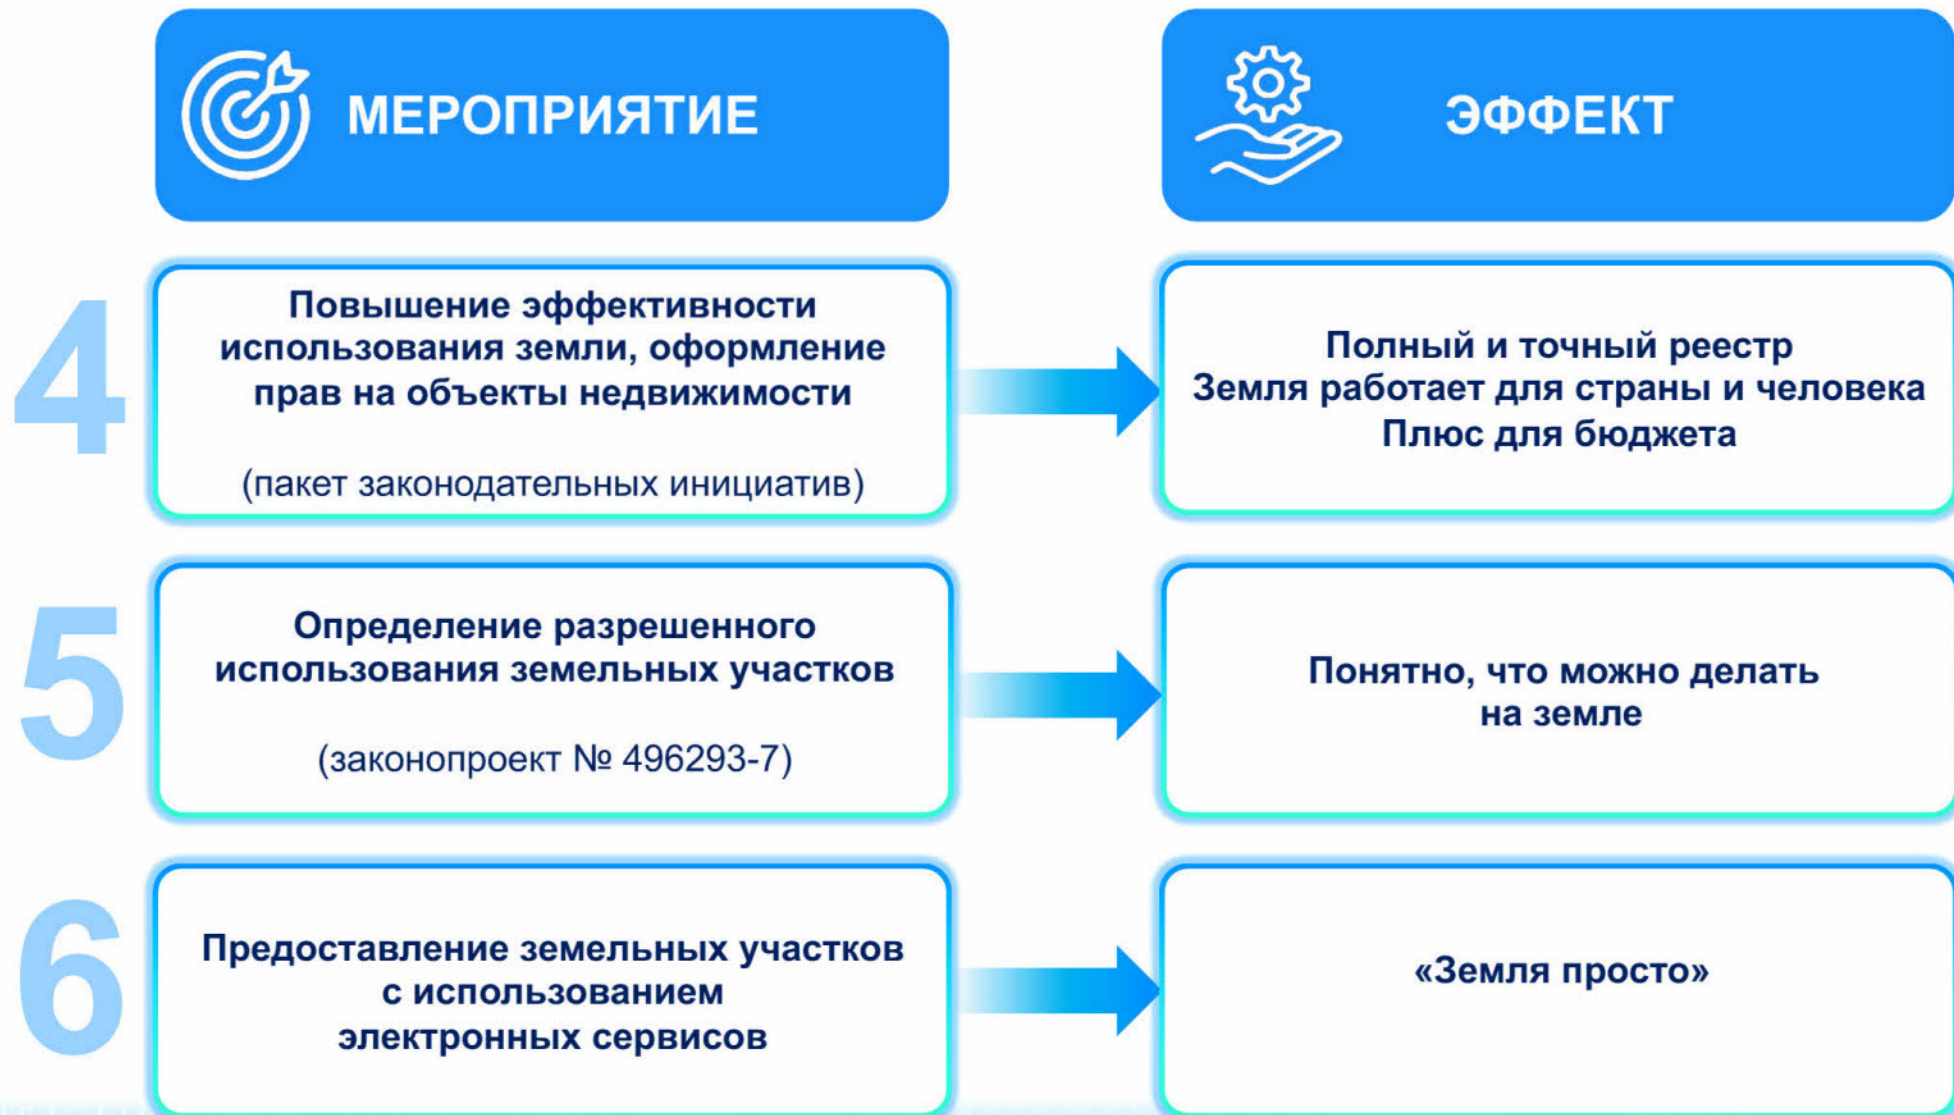 МЕРОПРИЯТИЕ
ЭФФЕКТ
4
Повышение эффективности
использования земли, оформление
прав на объекты недвижимости
(пакет законодательных инициатив)
Полный и точный реестр
Земля работает для страны и человека
Плюс для бюджета
5
Определение разрешенного
использования земельных участков
(законопроект № 496293-7)
Понятно, что можно делать
на земле
6
Предоставление земельных участков
с использованием
электронных сервисов
«Земля просто»